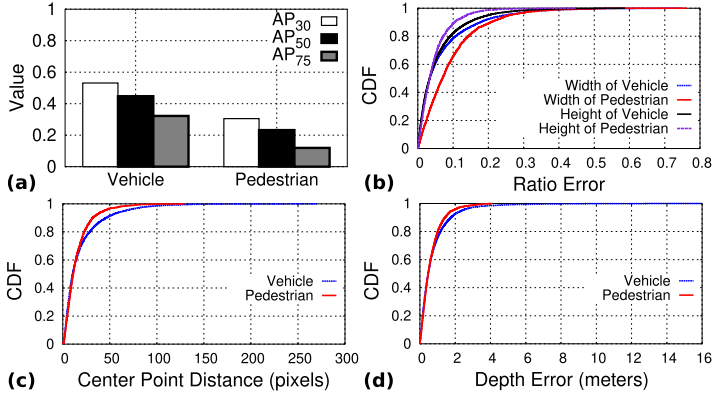 1
0.8
0.6
0.4
0.2
0
Value
AP30
AP50
AP75
Vehicle
Pedestrian
(a)
1
0.8
0.6
0.4
0.2
0
CDF
Width of Vehicle
Width of Pedestrian
Height of Vehicle
Height of Pedestrian
0 0.1 0.2 0.3 0.4 0.5 0.6 0.7 0.8
Ratio Error
(b)
1
0.8
0.6
0.4
0.2
0
CDF
Vehicle
Pedestrian
0 50 100 150 200 250 300
Center Point Distance (pixels)
(c)
1
0.8
0.6
0.4
0.2
0
CDF
Vehicle
Pedestrian
0 2 4 6 8 10 12 14 16
Depth Error (meters)
(d)